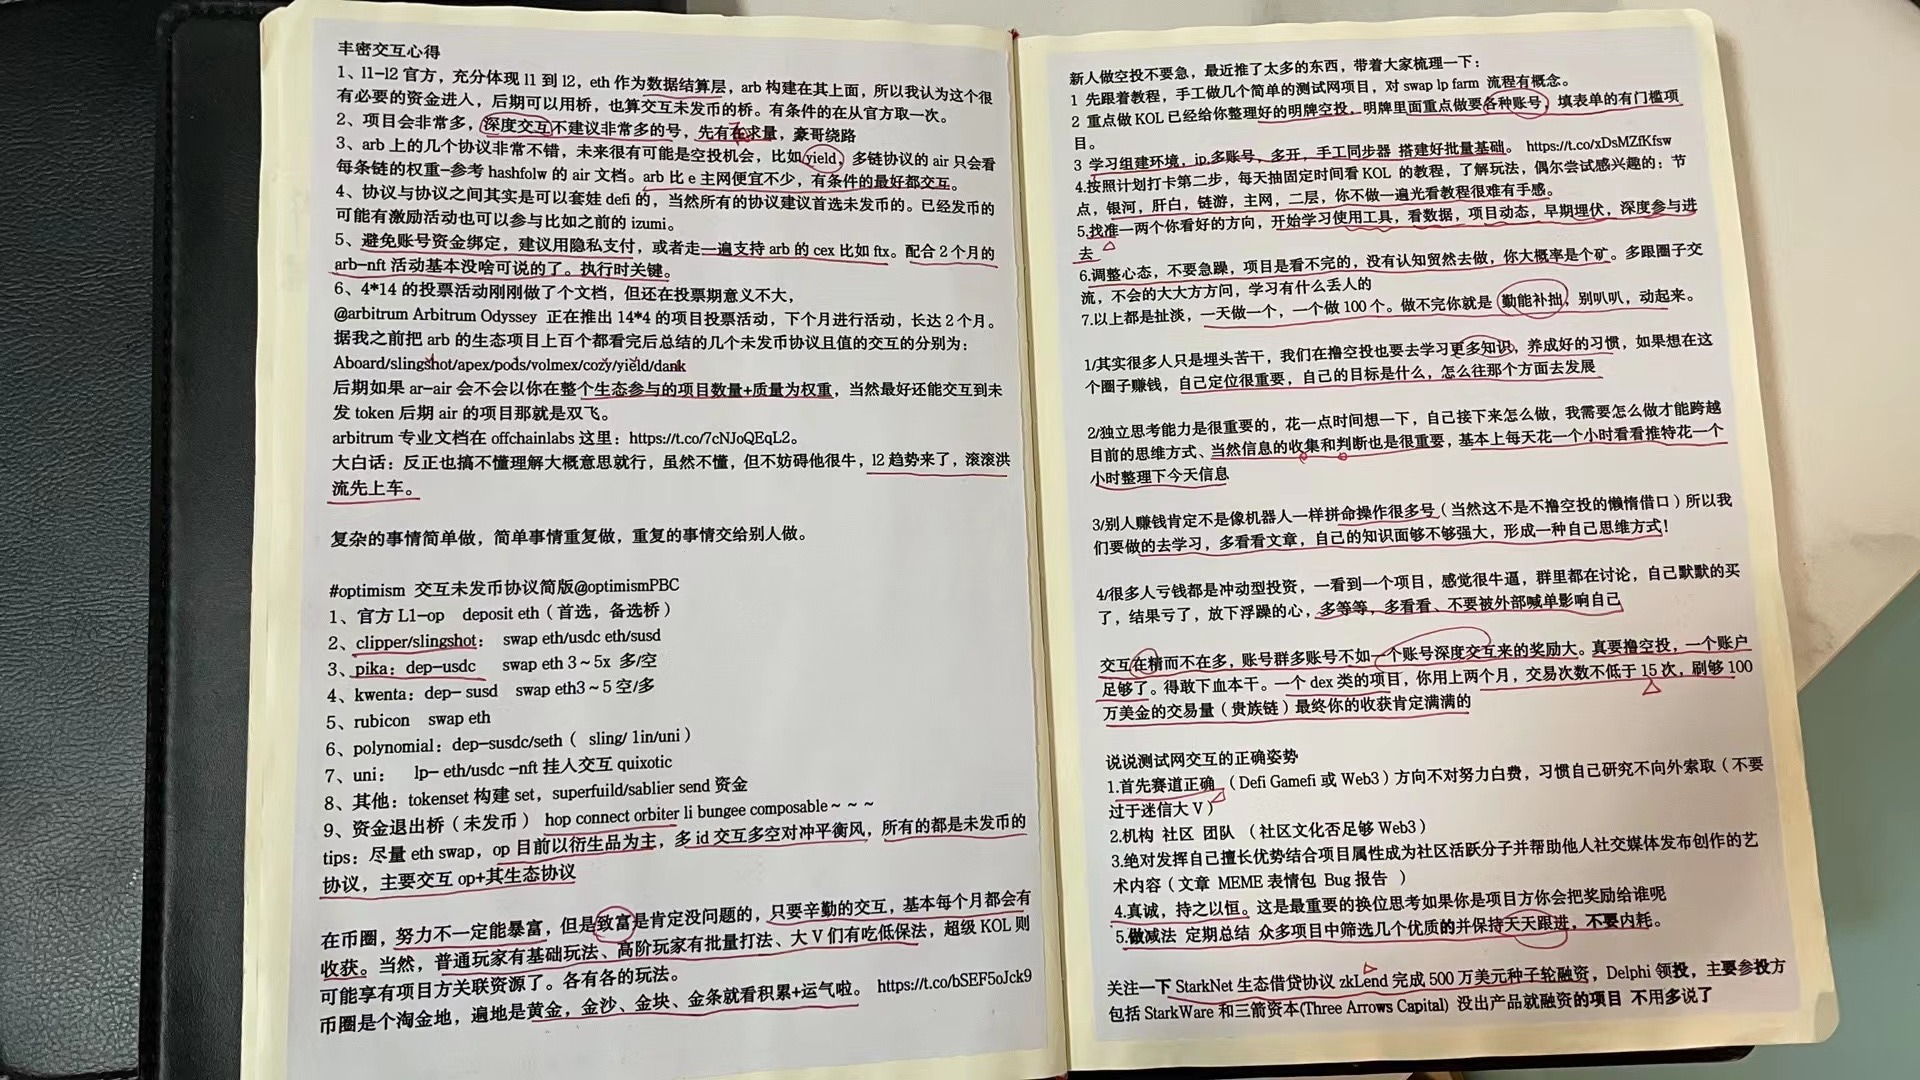 丰密交互心得
1、l1-l2 官方，充分体现 l1 到 l2，eth 作为数据结算层，arb 构建在其上面，所以我认为这个很
有必要的资金进人，后期可以用桥，也算交互未发币的桥。有条件的在从官方取一次。
2、项目会非常多，深度交互不建议非常多的号，先有在求量，豪哥绕路
3、arb 上的几个协议非常不错，未来很有可能是空投机会，比如 yield，多链协议的 air 只会看
每条链的权重-参考 hashfolw 的 air 文档。arb 比 e 主网便宜不少，有条件的最好都交互。
4、协议与协议之间其实是可以套娃 defi 的，当然所有的协议建议首选未发币的。已经发币的
可能有激励活动也可以参与比如之前的 izumi。
5、避免账号资金绑定，建议用隐私支付，或者走一遍支持 arb 的 cex 比如 ftx。配合 2 个月的
arb-nft 活动基本没啥可说的了。执行时关键。
6、4*14 的投票活动刚刚做了个文档，但还在投票期意义不大，
@arbitrum Arbitrum Odyssey 正在推出 14*4 的项目投票活动，下个月进行活动，长达 2 个月。
据我之前把 arb 的生态项目上百个都看完后总结的几个未发币协议且值的交互的分别为：
Aboard/slingshot/apex/pods/volmex/cozy/yield/dank
后期如果 ar-air 会不会以你在整个生态参与的项目数量+质量为权重，当然最好还能交互到未
发 token 后期 air 的项目那就是双飞。
arbitrum 专业文档在 offchainlabs 这里：https://t.co/7cNJoQEqL2。
大白话：反正也搞不懂理解大概意思就行，虽然不懂，但不妨碍他很牛，l2 趋势来了，滚滚洪
流先上车。
复杂的事情简单做，简单事情重复做，重复的事情交给别人做。
#optimism 交互未发币协议简版@optimismPBC
1、官方 L1-op deposit eth（首选，备选桥）
2、clipper/slingshot： swap eth/usdc eth/susd
3、pika：dep-usdc swap eth 3～5x 多/空
4、kwenta：dep- susd swap eth3～5 空/多
5、rubicon swap eth
6、polynomial：dep-susdc/seth（ sling/ 1in/uni）
7、uni： lp- eth/usdc -nft 挂人交互 quixotic
8、其他：tokenset 构建 set，superfuild/sablier send 资金
9、资金退出桥（未发币） hop connect orbiter li bungee composable～～～
tips：尽量 eth swap，op 目前以衍生品为主，多 id 交互多空对冲平衡风，所有的都是未发币的
协议，主要交互 op+其生态协议
在币圈，努力不一定能暴富，但是致富是肯定没问题的，只要辛勤的交互，基本每个月都会有
收获。当然，普通玩家有基础玩法、高阶玩家有批量打法、大 V 们有吃低保法，超级 KOL 则
可能享有项目方关联资源了。各有各的玩法。
币圈是个淘金地，遍地是黄金，金沙、金块、金条就看积累+运气啦。 https://t.co/bSEF5oJck9
新人做空投不要急，最近推了太多的东西，带着大家梳理一下：
1 先跟着教程，手工做几个简单的测试网项目，对 swap lp farm 流程有概念。
2 重点做 KOL 已经给你整理好的明牌空投，明牌里面重点做要各种账号，填表单的有门槛项
目。
3 学习组建环境，ip,多账号，多开，手工同步器 搭建好批量基础。 https://t.co/xDsMZfKfsw
4.按照计划打卡第二步，每天抽固定时间看 KOL 的教程，了解玩法，偶尔尝试感兴趣的：节
点，银河，肝白，链游，主网，二层，你不做一遍光看教程很难有手感。
5.找准一两个你看好的方向，开始学习使用工具，看数据，项目动态，早期埋伏，深度参与进
去
6.调整心态，不要急躁，项目是看不完的，没有认知贸然去做，你大概率是个矿。多跟圈子交
流，不会的大大方方问，学习有什么丢人的
7.以上都是扯淡，一天做一个，一个做 100 个。做不完你就是 勤能补拙，别叭叭，动起来。
1/其实很多人只是埋头苦干，我们在撸空投也要去学习更多知识，养成好的习惯，如果想在这
个圈子赚钱，自己定位很重要，自己的目标是什么，怎么往那个方面去发展
2/独立思考能力是很重要的，花一点时间想一下，自己接下来怎么做，我需要怎么做才能跨越
目前的思维方式、当然信息的收集和判断也是很重要，基本上每天花一个小时看看推特花一个
小时整理下今天信息
3/别人赚钱肯定不是像机器人一样拼命操作很多号（当然这不是不撸空投的懒惰借口）所以我
们要做的去学习，多看看文章，自己的知识面够不够强大，形成一种自己思维方式！
4/很多人亏钱都是冲动型投资，一看到一个项目，感觉很牛逼，群里都在讨论，自己默默的买
了，结果亏了，放下浮躁的心，多等等，多看看、不要被外部喊单影响自己
交互在精而不在多，账号群多账号不如一个账号深度交互来的奖励大。真要撸空投，一个账户
足够了。得敢下血本干。一个 dex 类的项目，你用上两个月，交易次数不低于 15 次，刷够 100
万美金的交易量（贵族链）最终你的收获肯定满满的
说说测试网交互的正确姿势
1.首先赛道正确 （Defi Gamefi 或 Web3）方向不对努力白费，习惯自己研究不向外索取（不要
过于迷信大 V）
2.机构 社区 团队 （社区文化否足够 Web3）
3.绝对发挥自己擅长优势结合项目属性成为社区活跃分子并帮助他人社交媒体发布创作的艺
术内容（文章 MEME 表情包 Bug 报告 ）
4.真诚，持之以恒。这是最重要的换位思考如果你是项目方你会把奖励给谁呢
5.做减法 定期总结 众多项目中筛选几个优质的并保持天天跟进，不要内耗。
关注一下 StarkNet 生态借贷协议 zkLend 完成 500 万美元种子轮融资，Delphi 领投，主要参投方
包括 StarkWare 和三箭资本(Three Arrows Capital) 没出产品就融资的项目 不用多说了